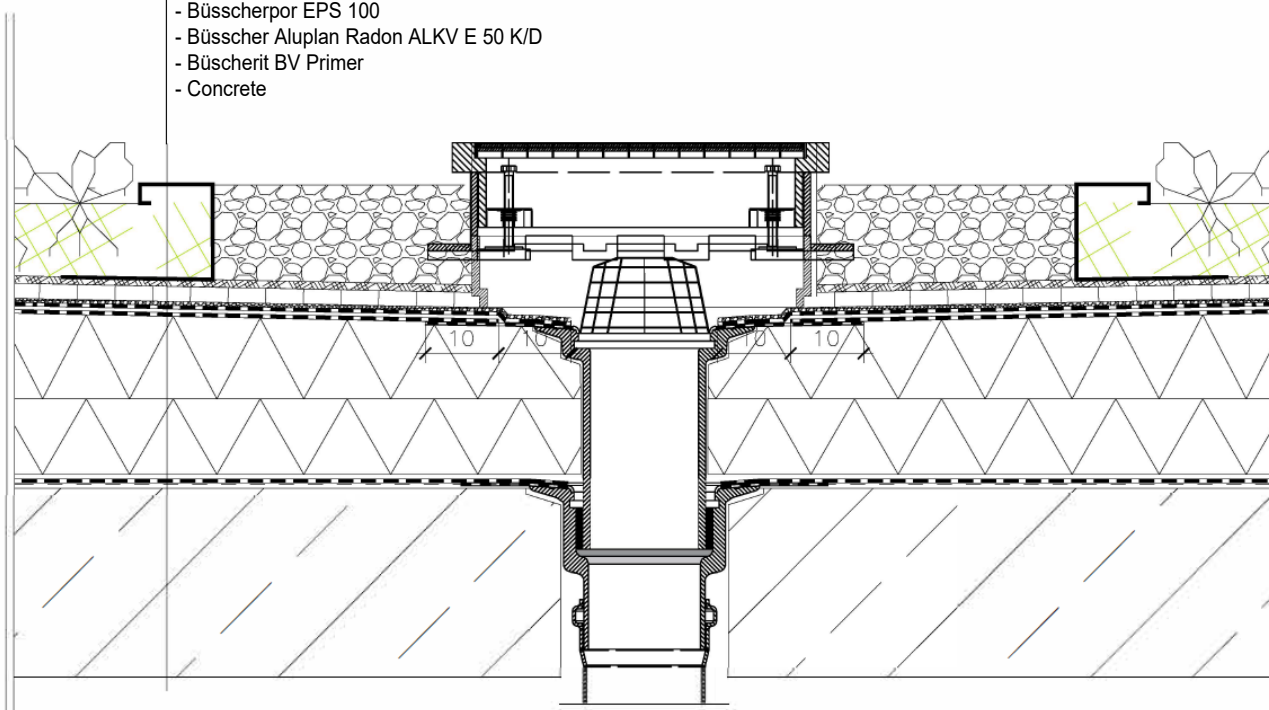 - Büsscherpor EPS 100
- Büsscher Aluplan Radon ALKV E 50 K/D
- Büscherit BV Primer
- Concrete
10 10 10 10